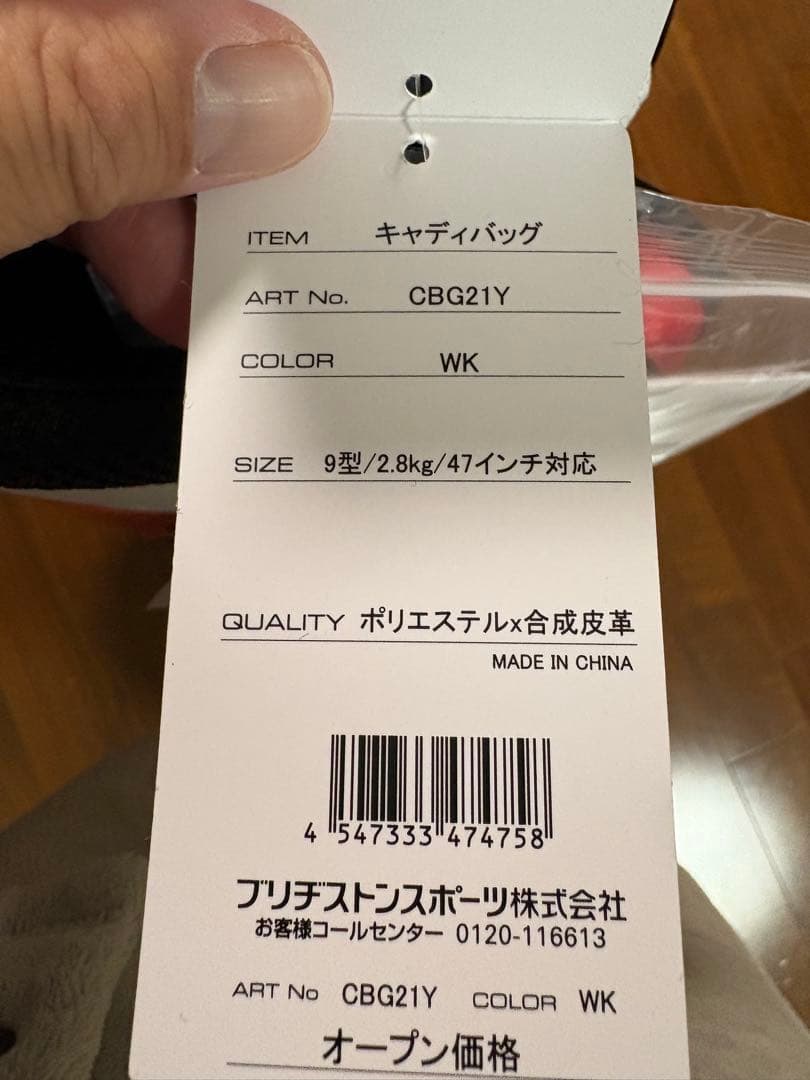 ITEM キャディバッグ
ART No. CBG21Y
COLOR WK
SIZE 9型/2.8kg/47インチ対応
QUALITY ポリエステルx合成皮革
MADE IN CHINA
4 547333 474758
ブリヂストンスポーツ株式会社
お客様コールセンター 0120-116613
ART No CBG21Y COLOR WK
オープン価格